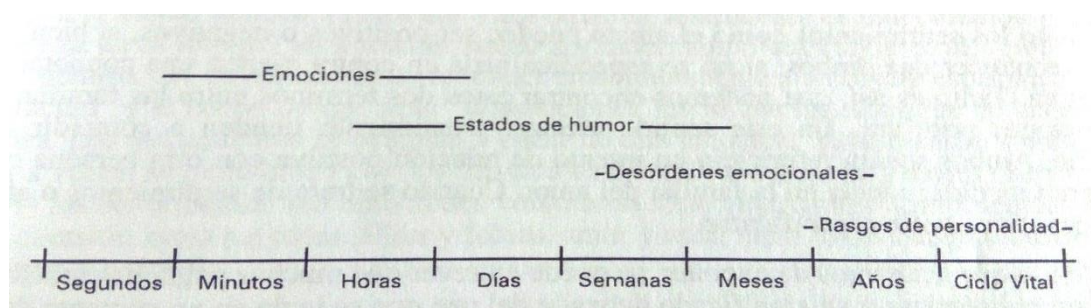 Emociones
Estados de humor
Desórdenes emocionales
Rasgos de personalidad
Segundos Minutos Horas Días Semanas Meses Años Ciclo Vital